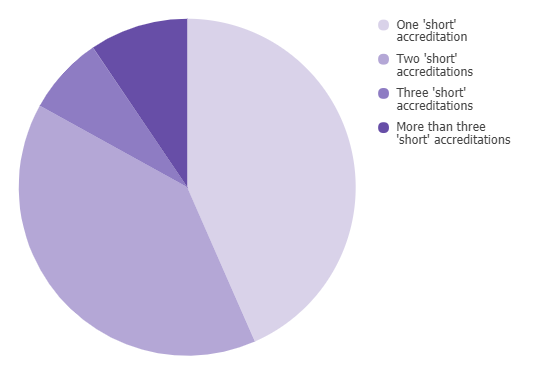 One 'short'
accreditation
Two 'short'
accreditations
Three 'short'
accreditations
More than three
'short' accreditations